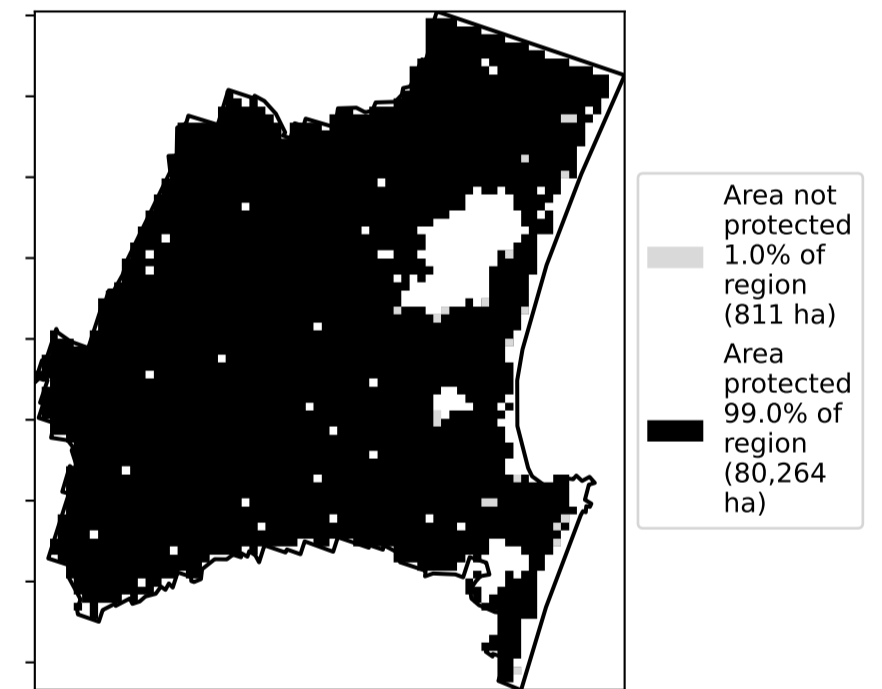 Area not
protected
1.0% of
region
(811 ha)
Area
protected
99.0% of
region
(80,264
ha)